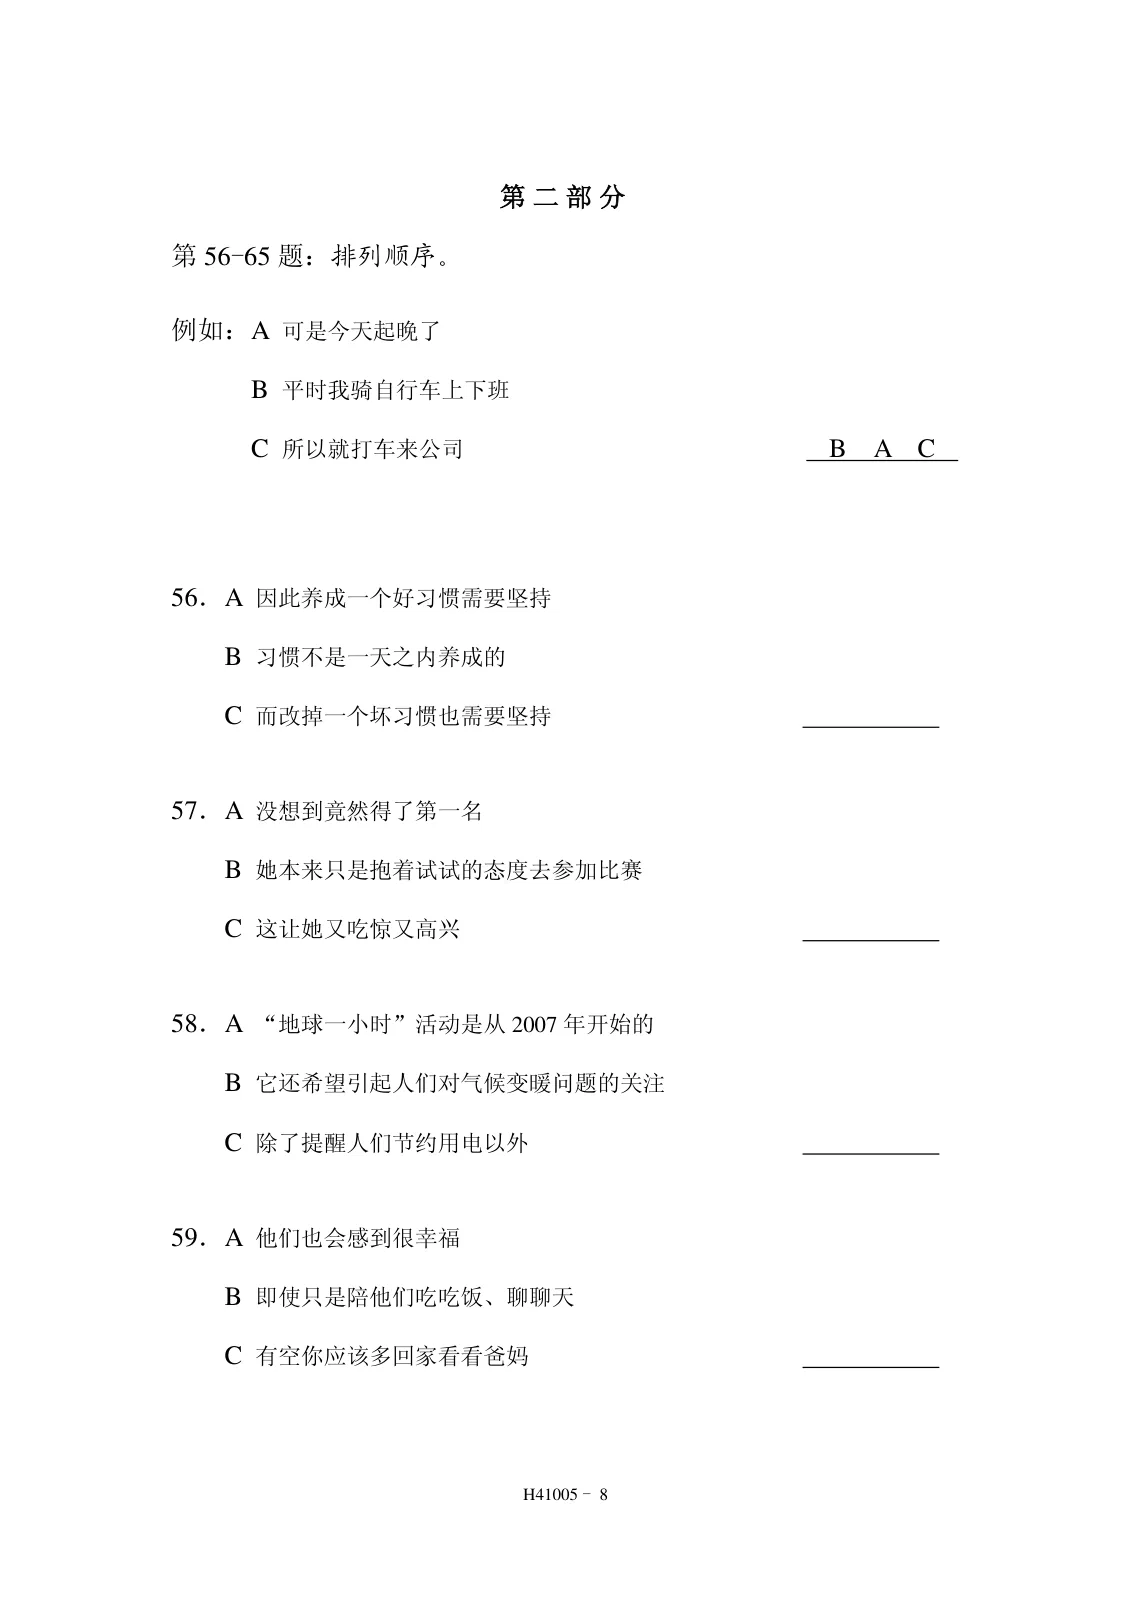 第二部分
第 56-65 题：排列顺序。
例如：A 可是今天起晚了
B 平时我骑自行车上下班
C 所以就打车来公司 B A C
56．A 因此养成一个好习惯需要坚持
B 习惯不是一天之内养成的
C 而改掉一个坏习惯也需要坚持
57．A 没想到竟然得了第一名
B 她本来只是抱着试试的态度去参加比赛
C 这让她又吃惊又高兴
58．A “地球一小时”活动是从 2007 年开始的
B 它还希望引起人们对气候变暖问题的关注
C 除了提醒人们节约用电以外
59．A 他们也会感到很幸福
B 即使只是陪他们吃吃饭、聊聊天
C 有空你应该多回家看看爸妈
H41005 - 8